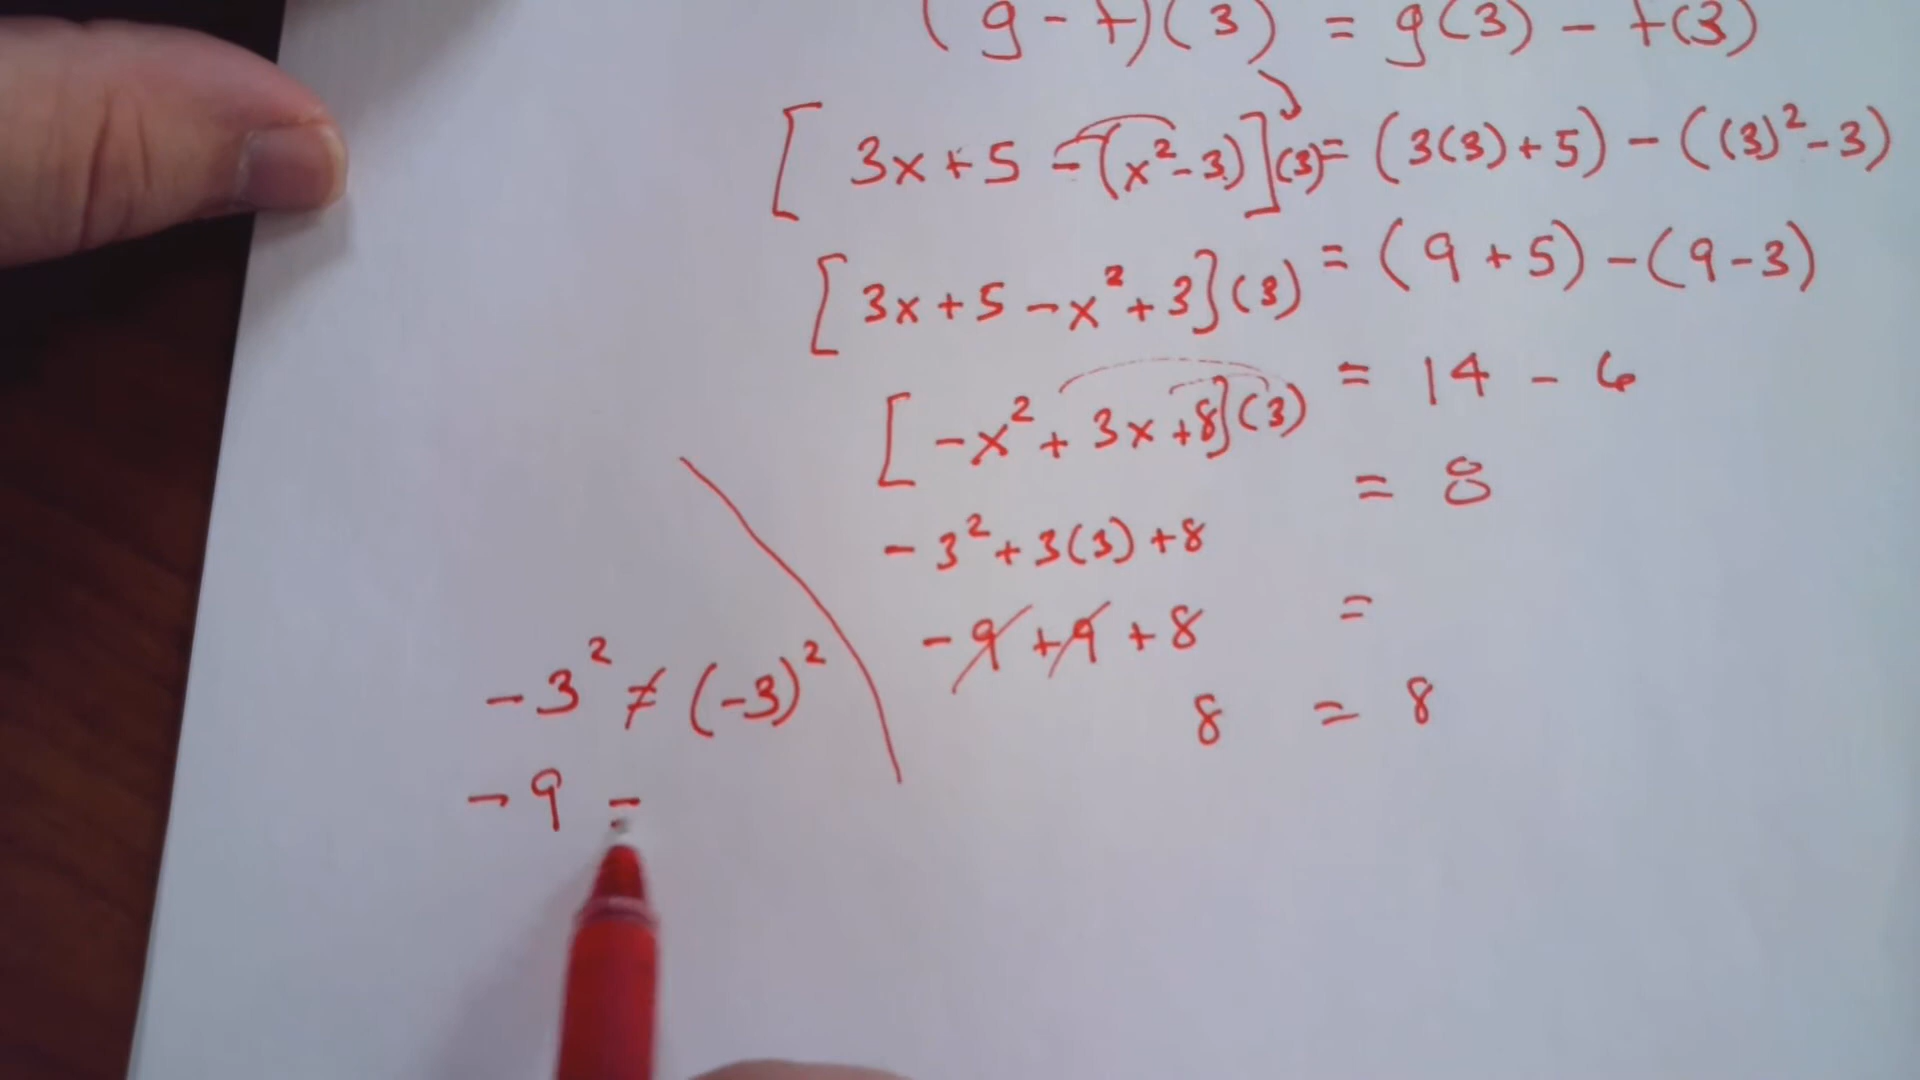 (g - f)(3) = g(3) - f(3)
[3x + 5 - (x² - 3)](3) = (3(3) + 5) - ((3)² - 3)
[3x + 5 - x² + 3](3) = (9 + 5) - (9 - 3)
[-x² + 3x + 8](3) = 14 - 6
= 8
- 3² + 3(3) + 8
- 9 + 9 + 8 =
8 = 8
- 3² ≠ (-3)²
- 9 =